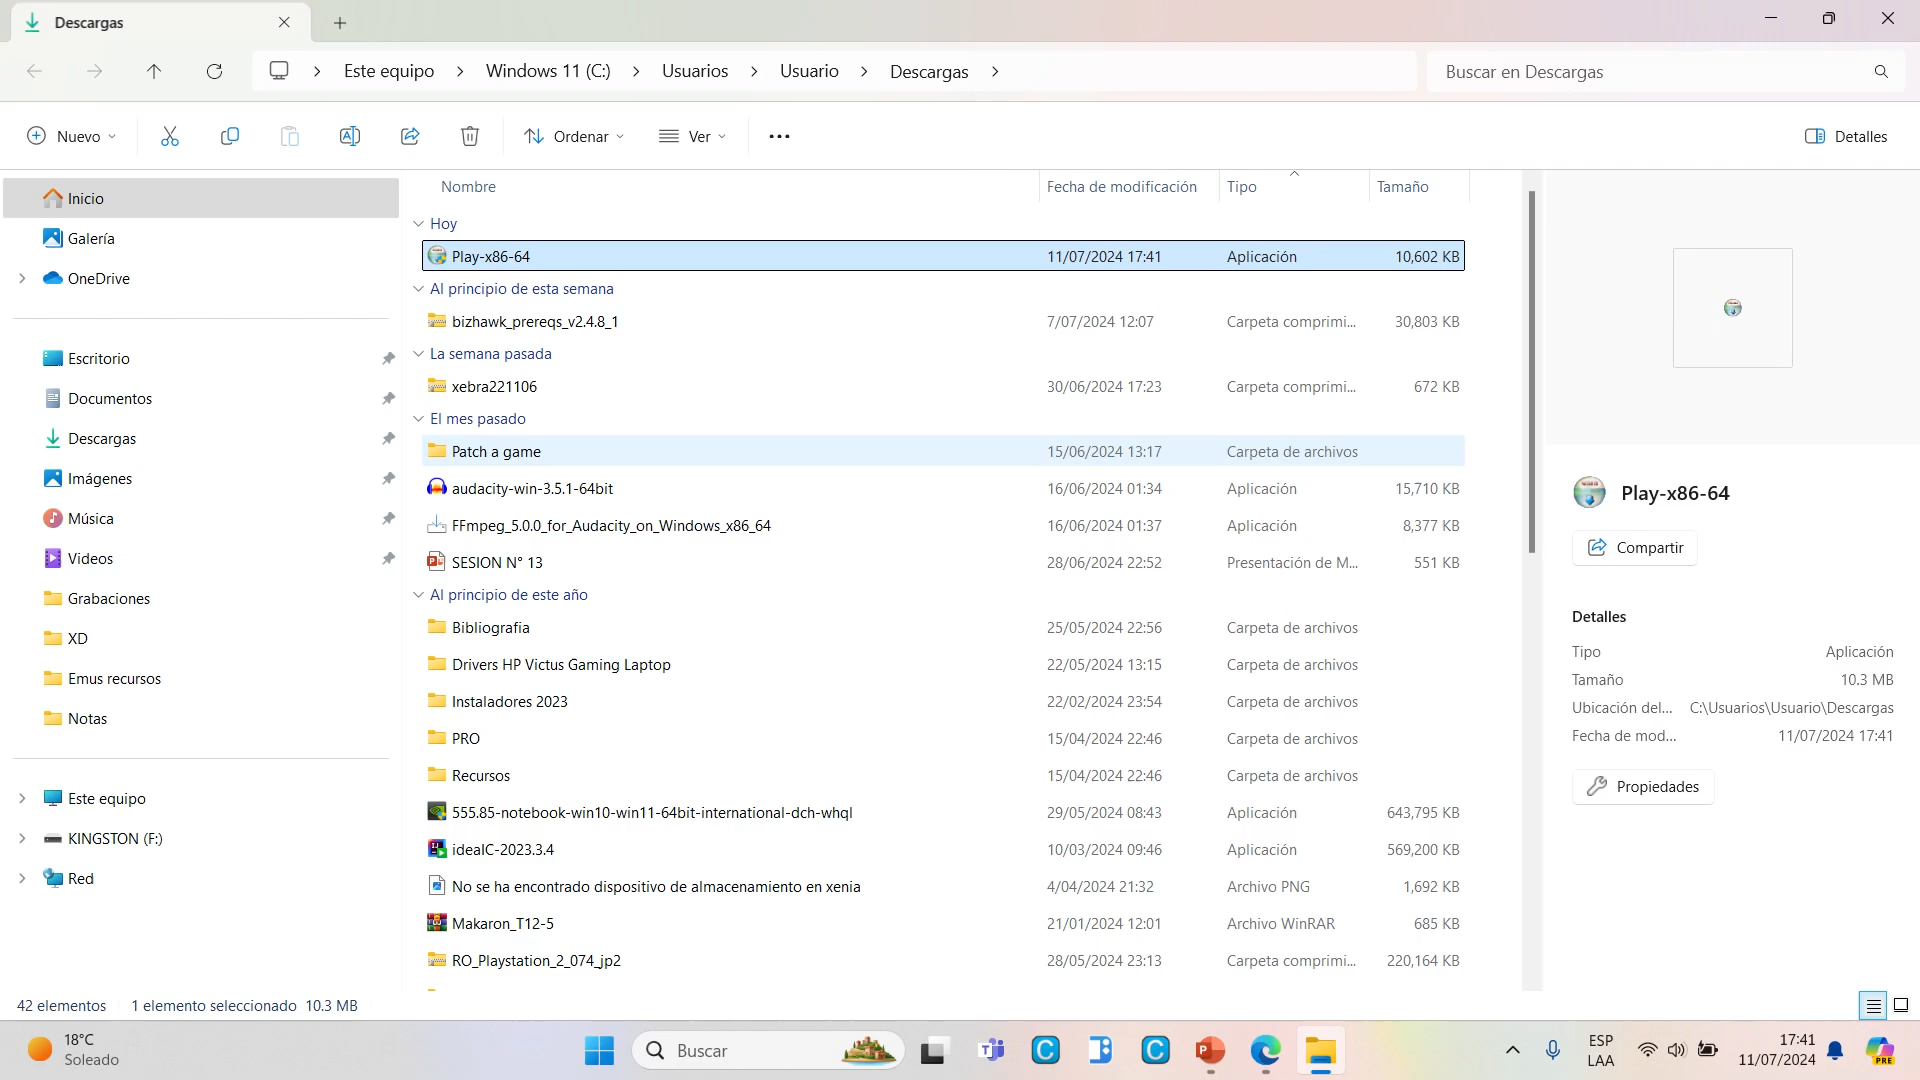 Descargas
Este equipo
Windows 11 (C:)
Usuarios
Usuario
Descargas
Buscar en Descargas
Nuevo
Ordenar
Ver
Detalles
Inicio
Galería
OneDrive
Escritorio
Documentos
Descargas
Imágenes
Música
Videos
Grabaciones
XD
Emus recursos
Notas
Este equipo
KINGSTON (F:)
Red
Nombre Fecha de modificación Tipo Tamaño
Hoy
Play-x86-64 11/07/2024 17:41 Aplicación 10,602 KB
Al principio de esta semana
bizhawk_prereqs_v2.4.8_1 7/07/2024 12:07 Carpeta comprimi... 30,803 KB
La semana pasada
xebra221106 30/06/2024 17:23 Carpeta comprimi... 672 KB
El mes pasado
Patch a game 15/06/2024 13:17 Carpeta de archivos
audacity-win-3.5.1-64bit 16/06/2024 01:34 Aplicación 15,710 KB
FFmpeg_5.0.0_for_Audacity_on_Windows_x86_64 16/06/2024 01:37 Aplicación 8,377 KB
SESION N° 13 28/06/2024 22:52 Presentación de M... 551 KB
Al principio de este año
Bibliografia 25/05/2024 22:56 Carpeta de archivos
Drivers HP Victus Gaming Laptop 22/05/2024 13:15 Carpeta de archivos
Instaladores 2023 22/02/2024 23:54 Carpeta de archivos
PRO 15/04/2024 22:46 Carpeta de archivos
Recursos 15/04/2024 22:46 Carpeta de archivos
555.85-notebook-win10-win11-64bit-international-dch-whql 29/05/2024 08:43 Aplicación 643,795 KB
ideaIC-2023.3.4 10/03/2024 09:46 Aplicación 569,200 KB
No se ha encontrado dispositivo de almacenamiento en xenia 4/04/2024 21:32 Archivo PNG 1,692 KB
Makaron_T12-5 21/01/2024 12:01 Archivo WinRAR 685 KB
RO_Playstation_2_074_jp2 28/05/2024 23:13 Carpeta comprimi... 220,164 KB
Play-x86-64
Compartir
Detalles
Tipo Aplicación
Tamaño 10.3 MB
Ubicación del... C:\Usuarios\Usuario\Descargas
Fecha de mod... 11/07/2024 17:41
Propiedades
42 elementos 1 elemento seleccionado 10.3 MB
18°C
Soleado
Buscar
ESP
LAA
17:41
11/07/2024
PRE